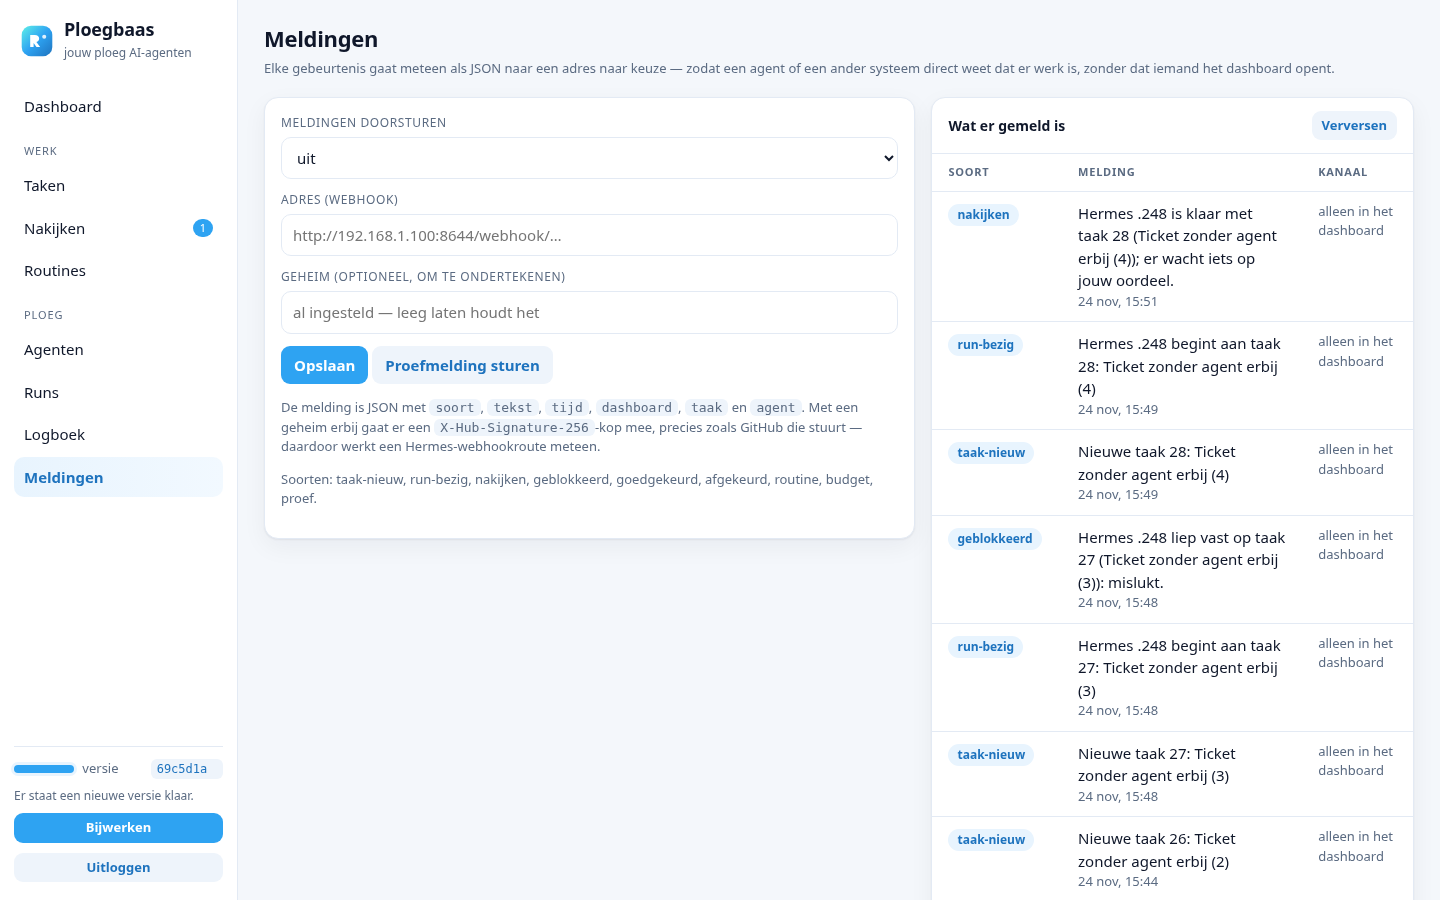 Ploegbaas
jouw ploeg AI-agenten
Dashboard
WERK
Taken
Nakijken 1
Routines
PLOEG
Agenten
Runs
Logboek
Meldingen
versie 69c5d1a
Er staat een nieuwe versie klaar.
Bijwerken
Uitloggen
Meldingen
Elke gebeurtenis gaat meteen als JSON naar een adres naar keuze — zodat een agent of een ander systeem direct weet dat er werk is, zonder dat iemand het dashboard opent.
MELDINGEN DOORSTUREN
uit
ADRES (WEBHOOK)
http://192.168.1.100:8644/webhook/...
GEHEIM (OPTIONEEL, OM TE ONDERTEKENEN)
al ingesteld — leeg laten houdt het
Opslaan Proefmelding sturen
De melding is JSON met soort, tekst, tijd, dashboard, taak en agent. Met een
geheim erbij gaat er een X-Hub-Signature-256-kop mee, precies zoals GitHub die stuurt —
daardoor werkt een Hermes-webhookroute meteen.
Soorten: taak-nieuw, run-bezig, nakijken, geblokkeerd, goedgekeurd, afgekeurd, routine, budget,
proef.
Wat er gemeld is Verversen
SOORT MELDING KANAAL
nakijken
Hermes .248 is klaar met
taak 28 (Ticket zonder agent
erbij (4)); er wacht iets op
jouw oordeel.
24 nov, 15:51
alleen in het
dashboard
run-bezig
Hermes .248 begint aan taak
28: Ticket zonder agent erbij
(4)
24 nov, 15:49
alleen in het
dashboard
taak-nieuw
Nieuwe taak 28: Ticket
zonder agent erbij (4)
24 nov, 15:49
alleen in het
dashboard
geblokkeerd
Hermes .248 liep vast op taak
27 (Ticket zonder agent erbij
(3)): mislukt.
24 nov, 15:48
alleen in het
dashboard
run-bezig
Hermes .248 begint aan taak
27: Ticket zonder agent erbij
(3)
24 nov, 15:48
alleen in het
dashboard
taak-nieuw
Nieuwe taak 27: Ticket
zonder agent erbij (3)
24 nov, 15:48
alleen in het
dashboard
taak-nieuw
Nieuwe taak 26: Ticket
zonder agent erbij (2)
24 nov, 15:44
alleen in het
dashboard